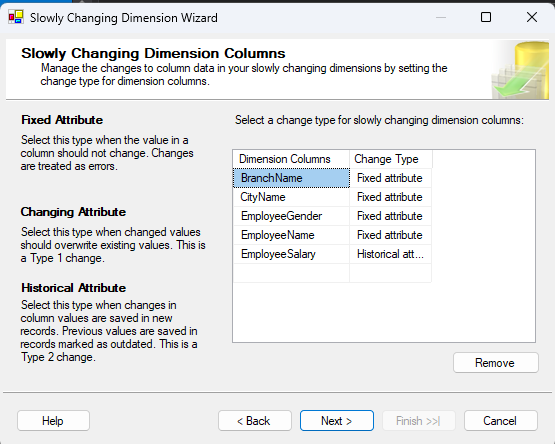 Slowly Changing Dimension Wizard
Slowly Changing Dimension Columns
Manage the changes to column data in your slowly changing dimensions by setting the
change type for dimension columns.
Fixed Attribute
Select this type when the value in a
column should not change. Changes
are treated as errors.
Changing Attribute
Select this type when changed values
should overwrite existing values. This is
a Type 1 change.
Historical Attribute
Select this type when changes in
column values are saved in new
records. Previous values are saved in
records marked as outdated. This is a
Type 2 change.
Select a change type for slowly changing dimension columns:
Dimension Columns Change Type
BranchName Fixed attribute
CityName Fixed attribute
EmployeeGender Fixed attribute
EmployeeName Fixed attribute
EmployeeSalary Historical att...
Remove
Help < Back Next > Finish >>| Cancel